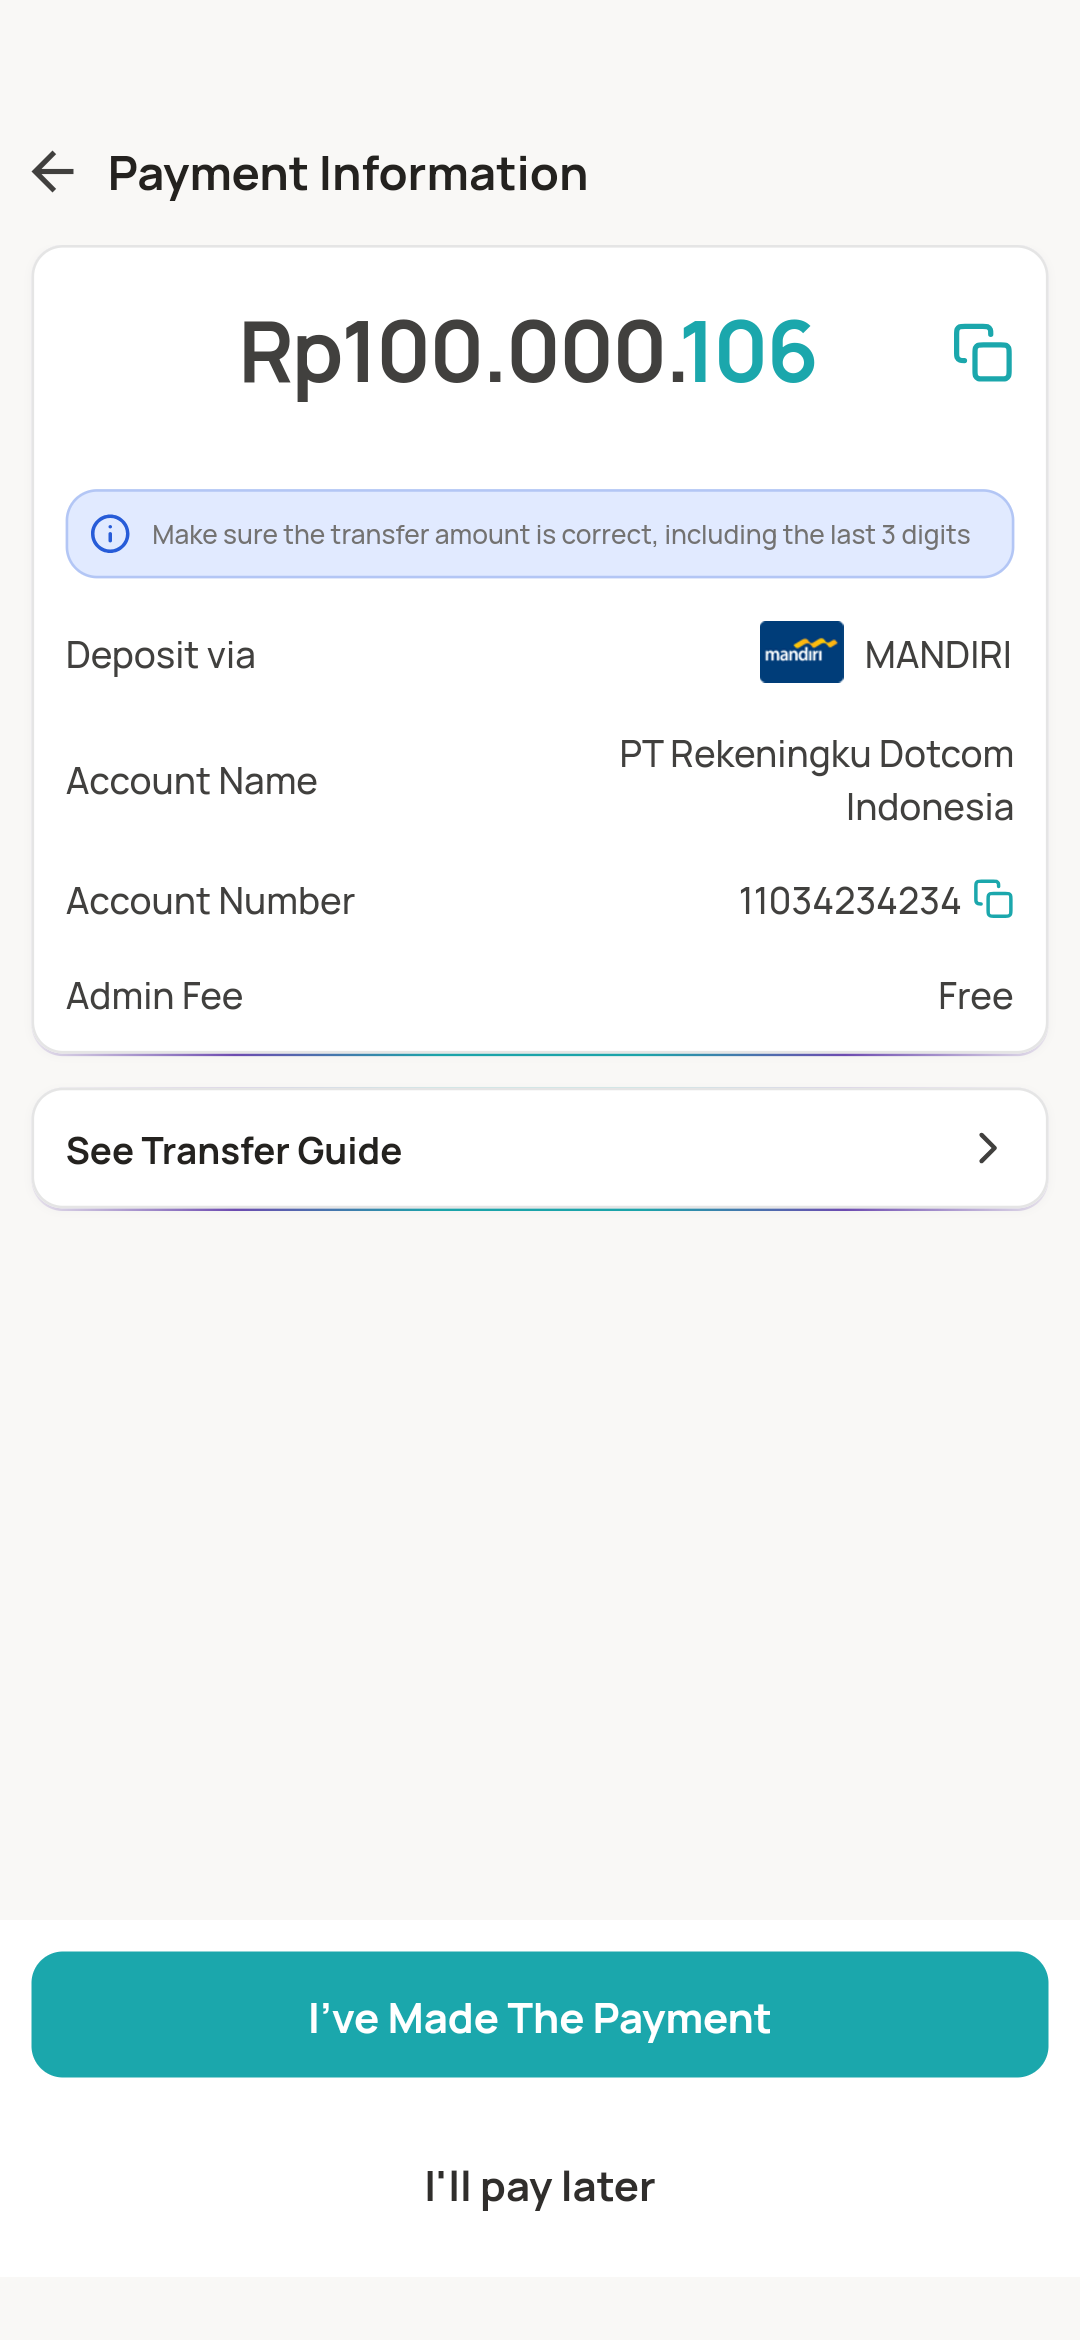 Payment Information
Rp100.000.106
Make sure the transfer amount is correct, including the last 3 digits
Deposit via
mandiri MANDIRI
Account Name
PT Rekeningku Dotcom
Indonesia
Account Number
11034234234
Admin Fee
Free
See Transfer Guide
I've Made The Payment
I'll pay later